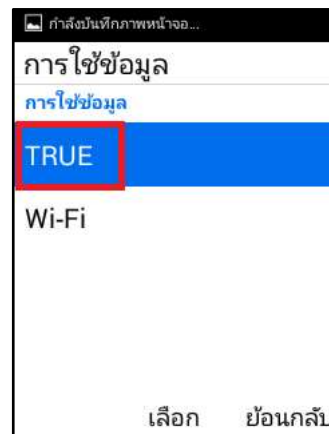 กำลังบันทึกภาพหน้าจอ...
การใช้ข้อมูล
การใช้ข้อมูล
TRUE
Wi-Fi
เลือก ย้อนกลับ